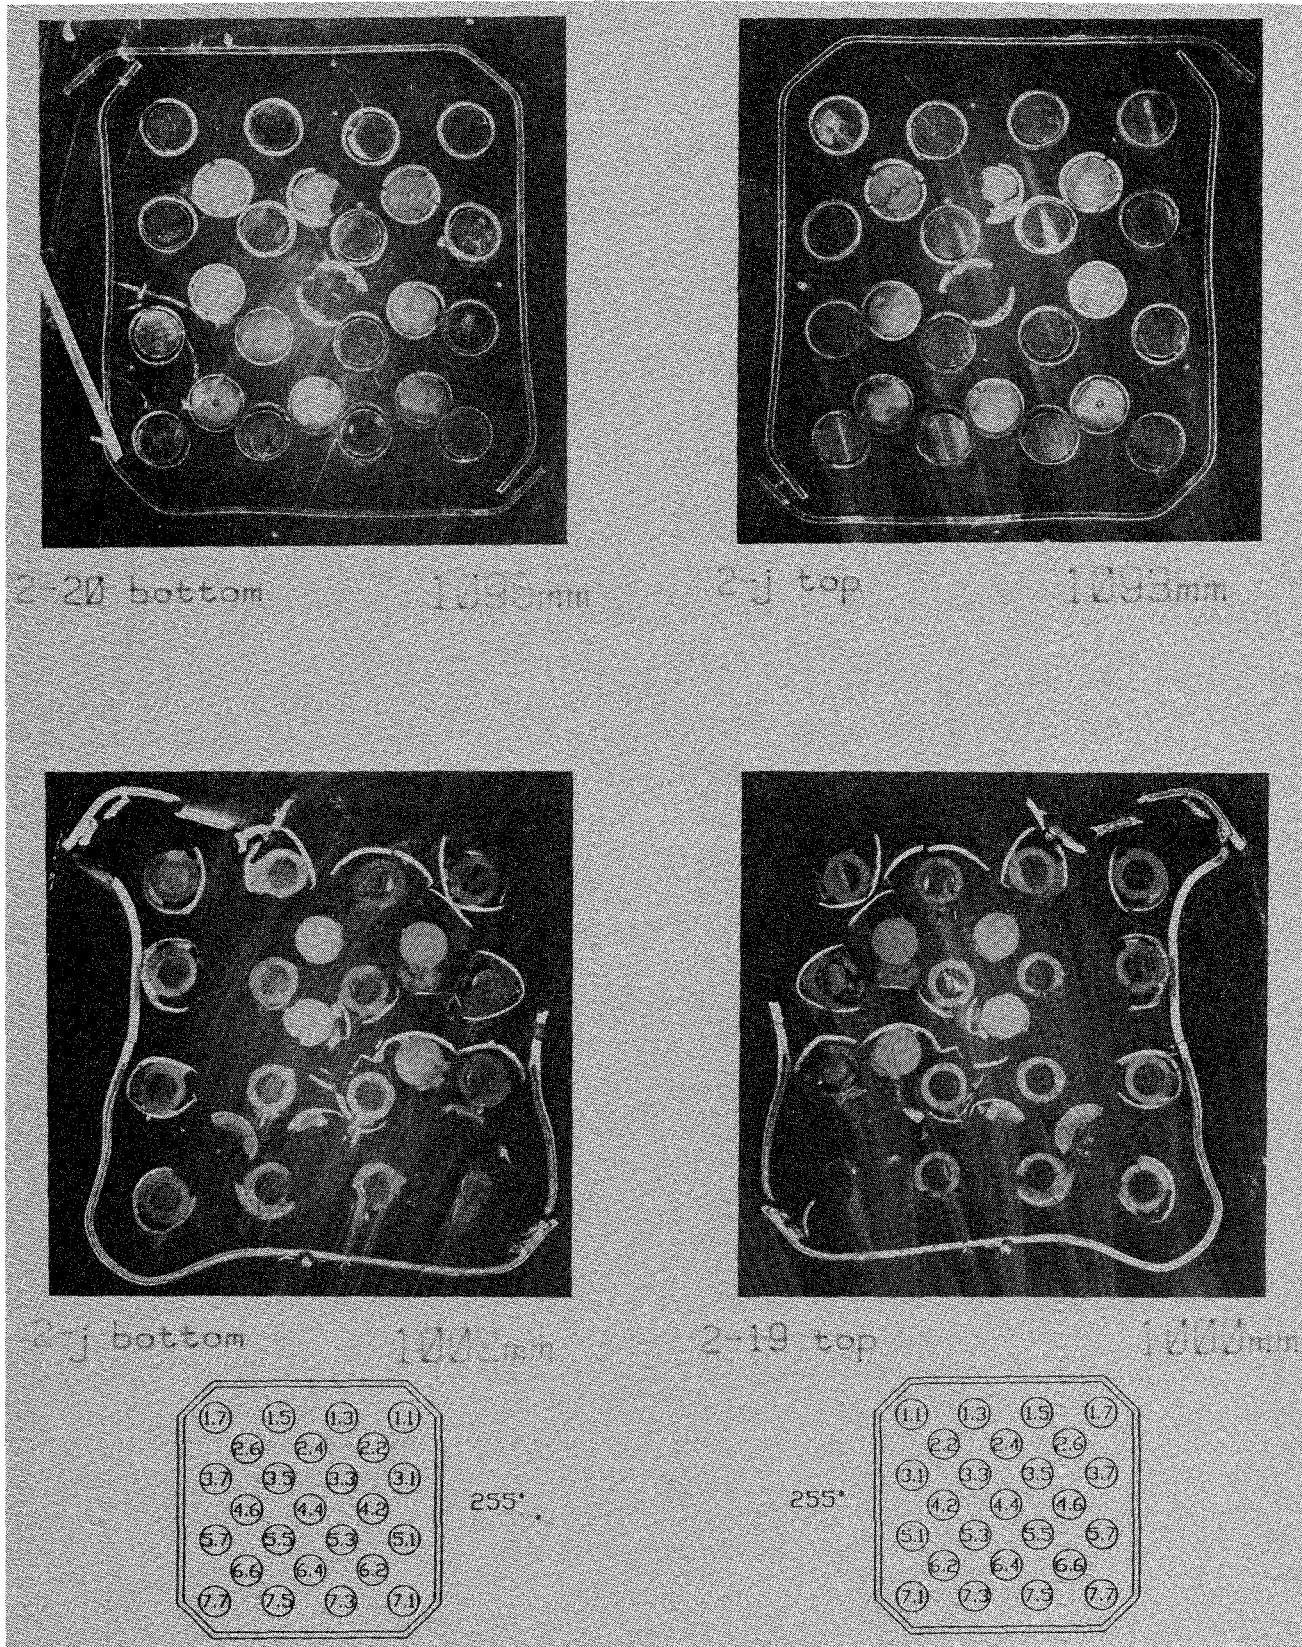 2-20 bottom
2-j top 1093mm
2-j bottom
2-19 top
1.7 1.5 1.3 1.1
2.6 2.4 2.2
3.7 3.5 3.3 3.1
4.6 4.4 4.2
255°
5.7 5.5 5.3 5.1
6.6 6.4 6.2
7.7 7.5 7.3 7.1
1.1 1.3 1.5 1.7
2.2 2.4 2.6
3.1 3.3 3.5 3.7
255°
4.2 4.4 4.6
5.1 5.3 5.5 5.7
6.2 6.4 6.6
7.1 7.3 7.5 7.7